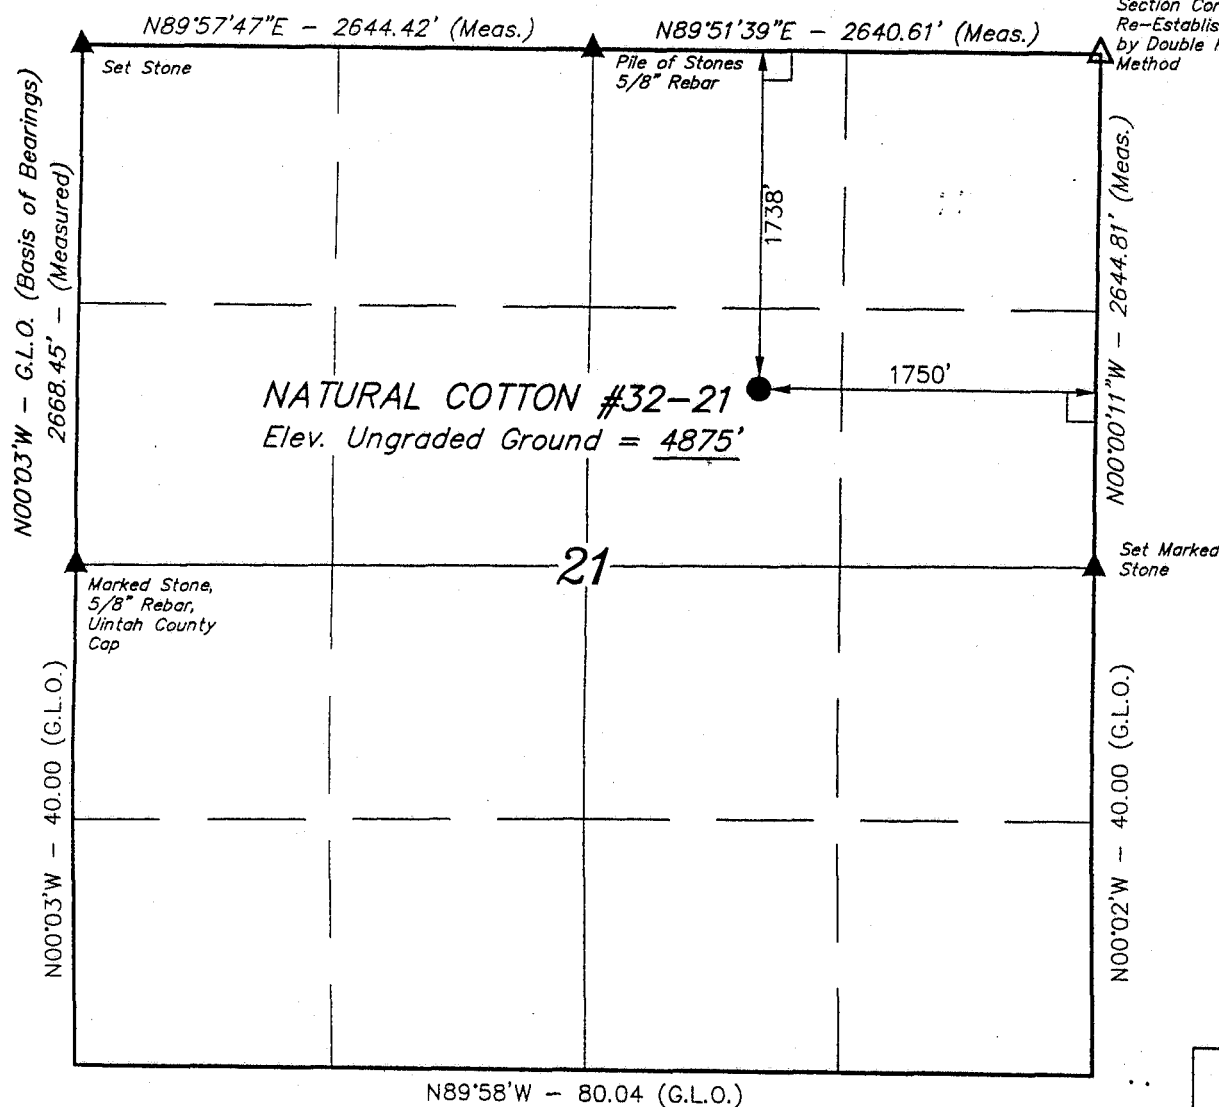 N89°57'47"E - 2644.42' (Meas.)
N89°51'39"E - 2640.61' (Meas.)
Section
Re-Establis
by Double
Method
Set Stone
Pile of Stones
5/8" Rebar
N00°03'W - G.L.O. (Basis of Bearings)
2668.45' - (Measured)
1738'
N00°00'11"W - 2644.81' (Meas.)
1750'
NATURAL COTTON #32-21
Elev. Ungraded Ground = 4875'
21
Set Marked
Stone
Marked Stone,
5/8" Rebar,
Uintah County
Cap
N00°03'W - 40.00 (G.L.O.)
N00°02'W - 40.00 (G.L.O.)
N89°58'W - 80.04 (G.L.O.)